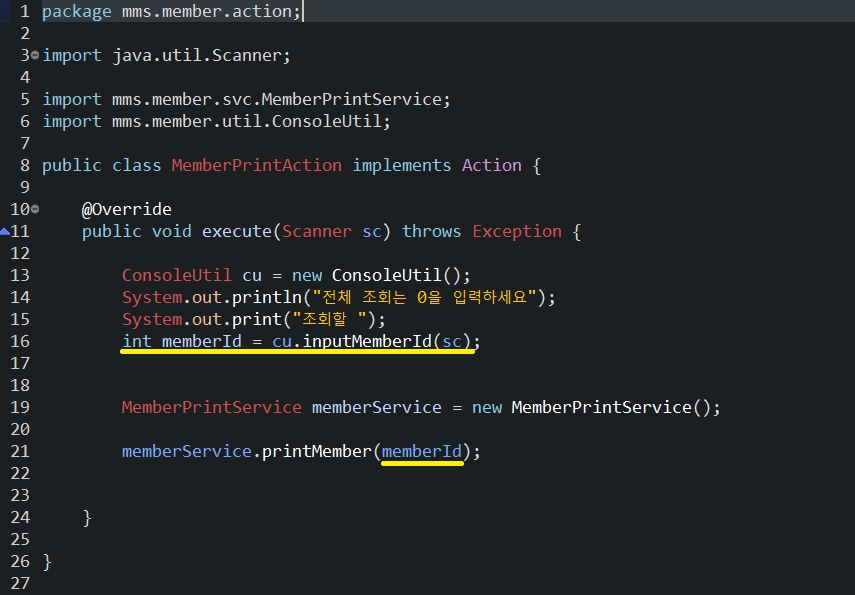 1 package mms.member.action;
2
3 import java.util.Scanner;
4
5 import mms.member.svc.MemberPrintService;
6 import mms.member.util.ConsoleUtil;
7
8 public class MemberPrintAction implements Action {
9
10 @Override
11 public void execute(Scanner sc) throws Exception {
12
13 ConsoleUtil cu = new ConsoleUtil();
14 System.out.println("전체 조회는 0을 입력하세요");
15 System.out.print("조회할 ");
16 int memberId = cu.inputMemberId(sc);
17
18
19 MemberPrintService memberService = new MemberPrintService();
20
21 memberService.printMember(memberId);
22
23
24 }
25
26 }
27